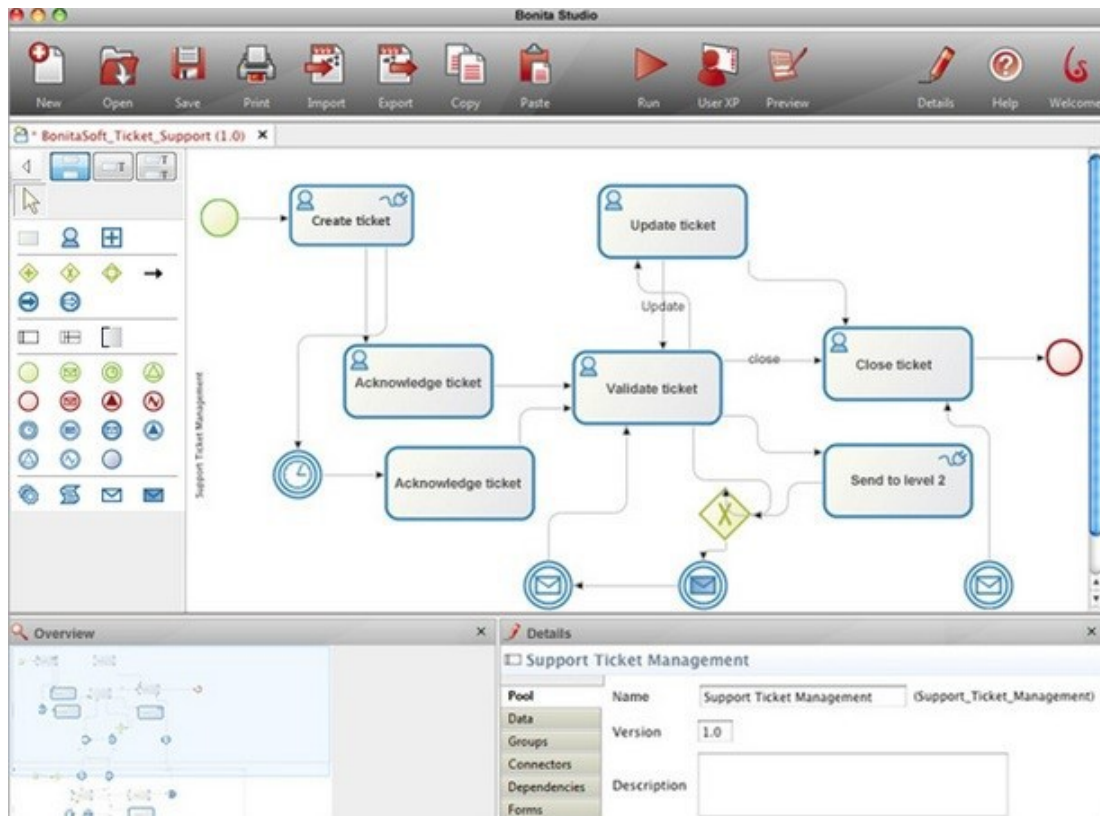 Bonita Studio
New Open Save Print Import Export Copy Paste Run User XP Preview Details Help Welcome
* BonitaSoft_Ticket_Support (1.0)
Create ticket
Update ticket
Update
Support Ticket Management
Acknowledge ticket
Validate ticket
close
Close ticket
Acknowledge ticket
Send to level 2
Overview
Details
Support Ticket Management
Pool
Name Support Ticket Management (Support_Ticket_Management)
Data
Version 1.0
Groups
Connectors
Dependencies
Description
Forms